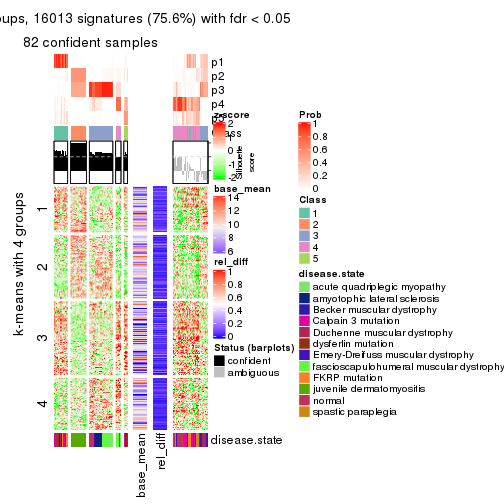 oups, 16013 signatures (75.6%) with fdr < 0.05
82 confident samples
p1
p2
p3
p4
z-score
2
1
0
-1
-2
Class
Silhouette
score
k-means with 4 groups
1
2
3
4
base_mean
14
12
10
8
6
rel_diff
1
0.8
0.6
0.4
0.2
0
Status (barplots)
confident
ambiguous
disease.state
base_mean
rel_diff
Prob
1
0.8
0.6
0.4
0.2
0
Class
1
2
3
4
5
disease.state
acute quadriplegic myopathy
amyotophic lateral sclerosis
Becker muscular dystrophy
Calpain 3 mutation
Duchenne muscular dystrophy
dysferlin mutation
Emery-Dreifuss muscular dystrophy
fascioscapulohumeral muscular dystrophy
FKRP mutation
juvenile dermatomyositis
normal
spastic paraplegia